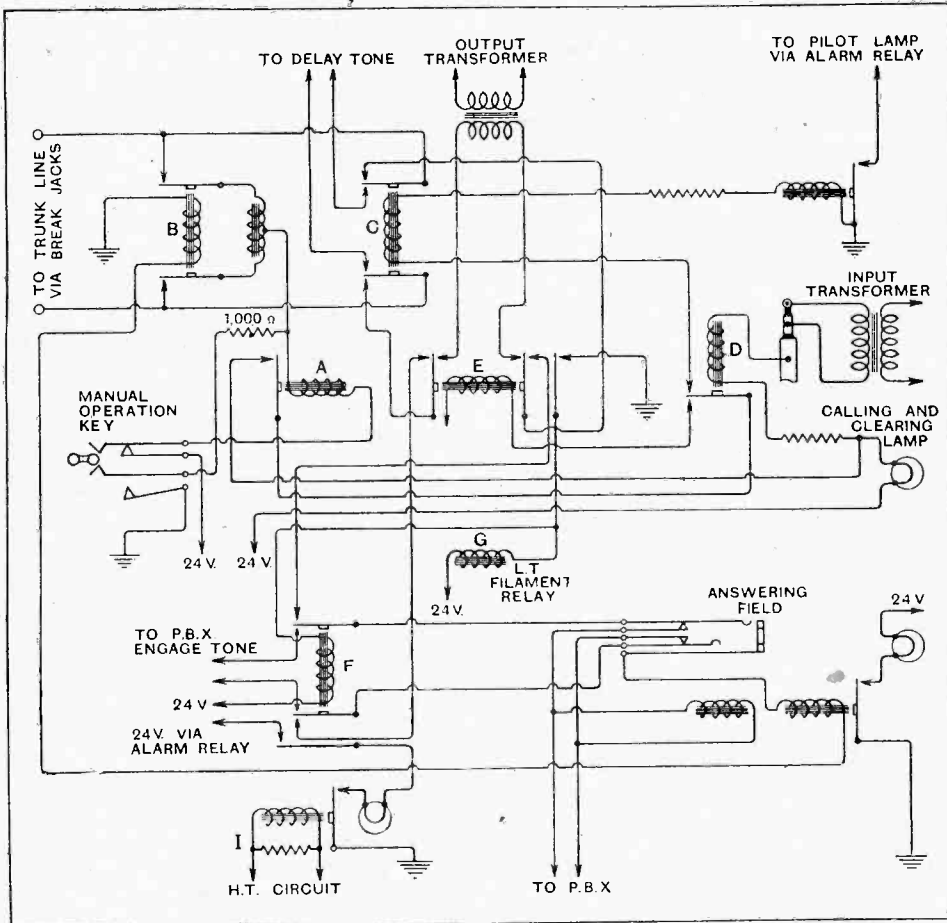 TO DELAY TONE
OUTPUT
TRANSFORMER
TO PILOT LAMP
VIA ALARM RELAY
TO TRUNK LINE
VIA BREAK JACKS
B
C
1,000 Ω
A
E
D
INPUT
TRANSFORMER
MANUAL
OPERATION
KEY
CALLING AND
CLEARING
LAMP
24 V.
24 V.
G
24 V.
L.T
FILAMENT
RELAY
ANSWERING
FIELD
24 V
TO P.B.X.
ENGAGE TONE
F
24 V
24 V. VIA
ALARM RELAY
I
H.T. CIRCUIT
TO P.B.X